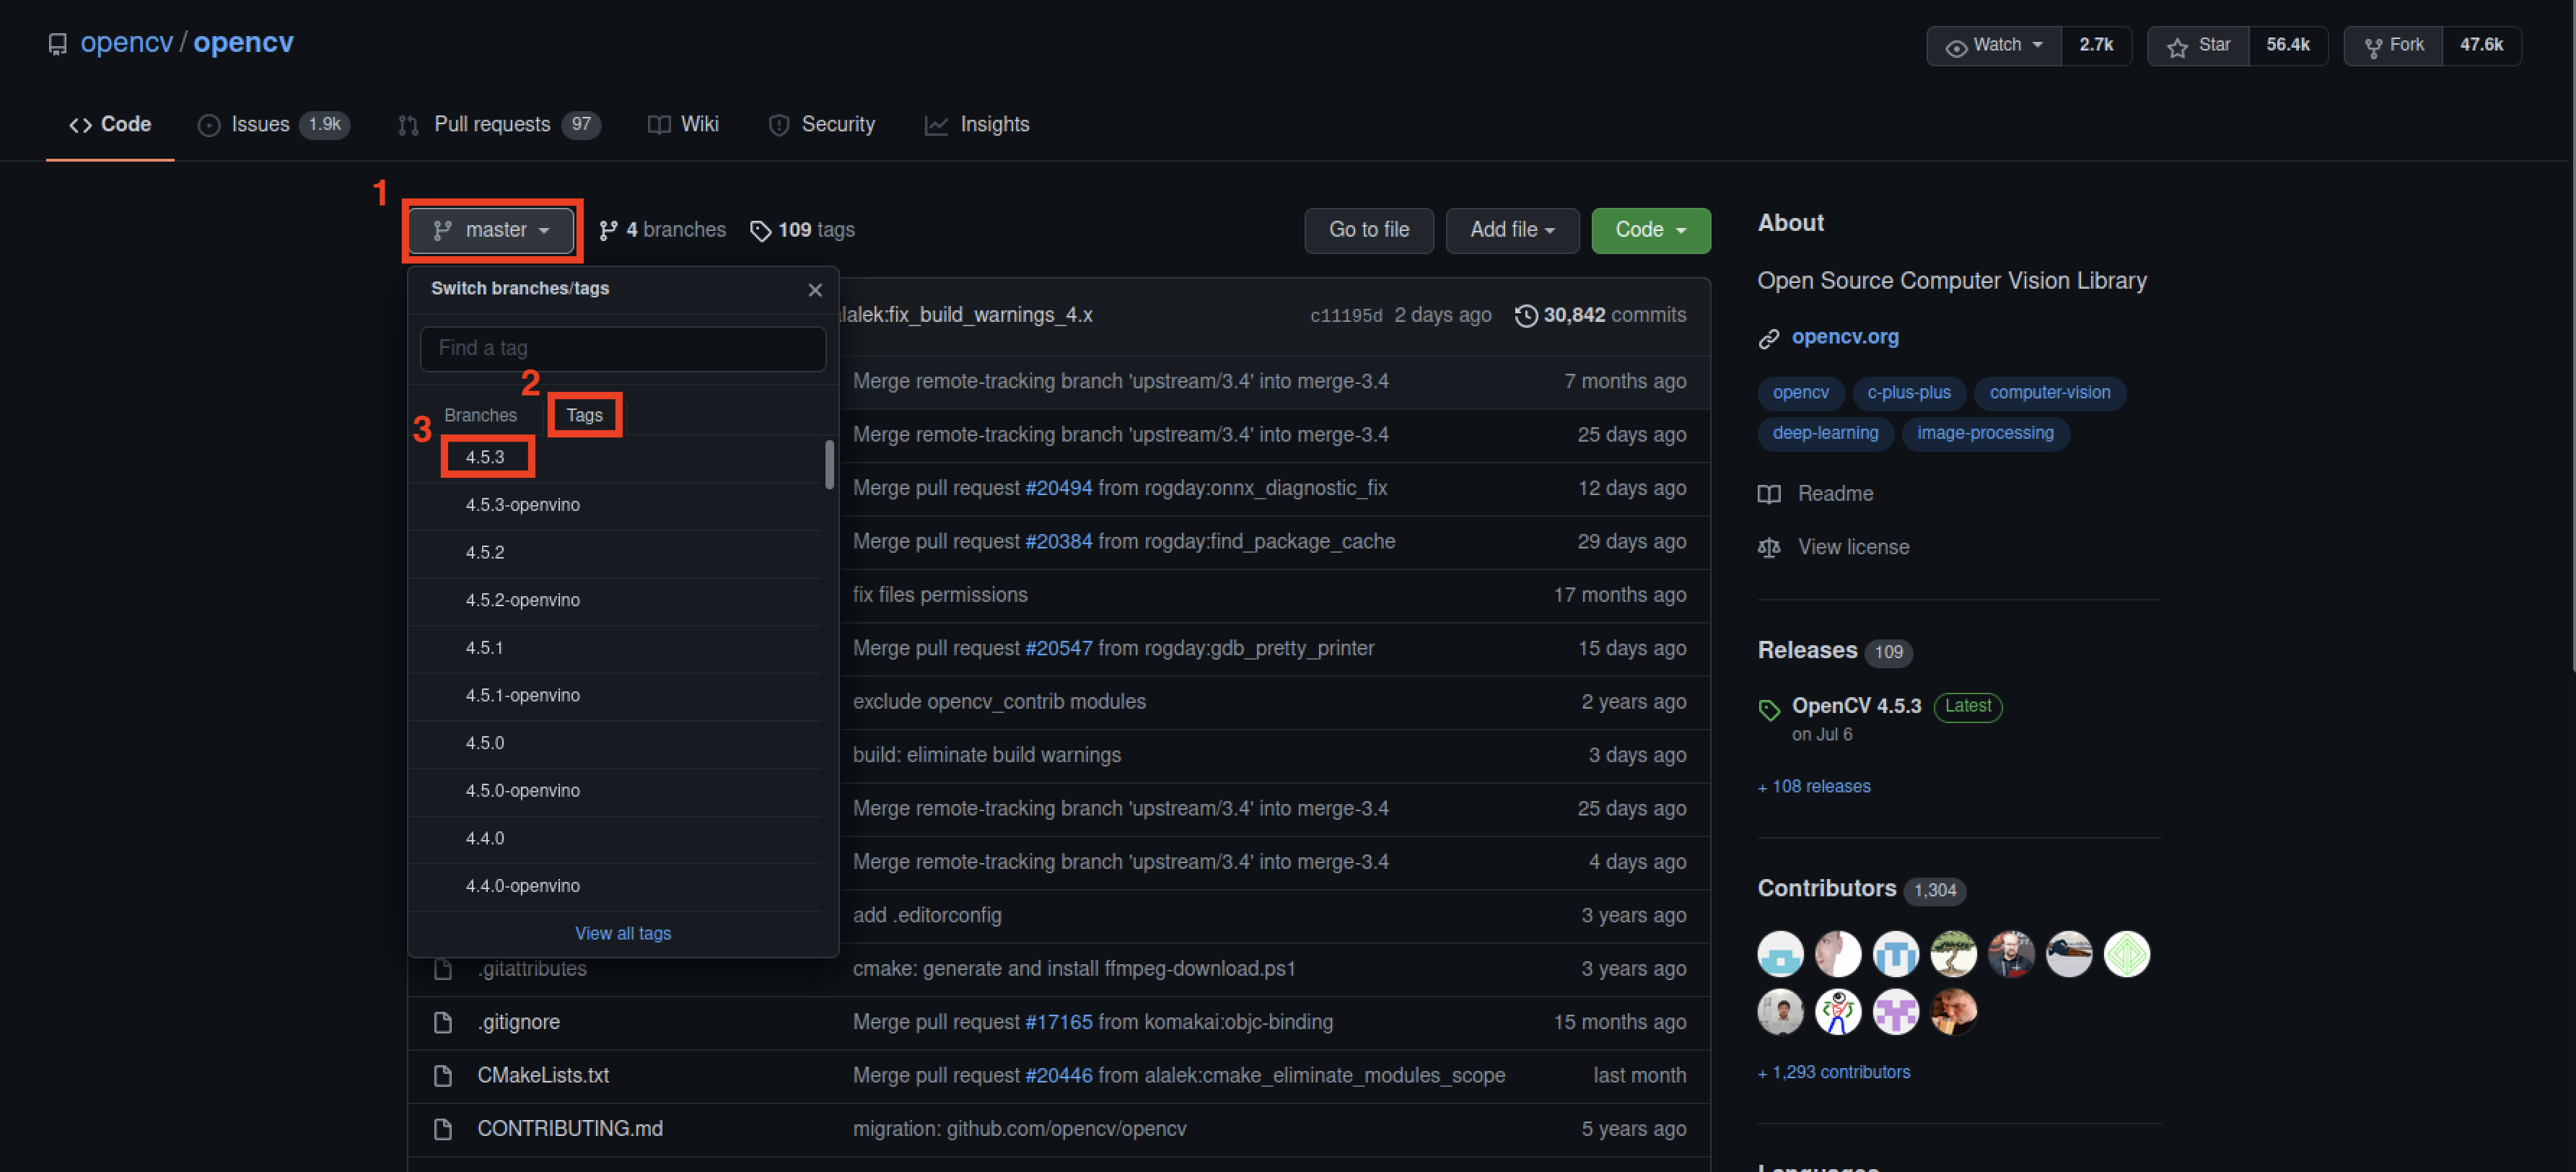 opencv / opencv
Watch 2.7k
Star 56.4k
Fork 47.6k
Code
Issues 1.9k
Pull requests 97
Wiki
Security
Insights
1
master
4 branches
109 tags
Go to file
Add file
Code
Switch branches/tags
Find a tag
2
Branches
Tags
3
4.5.3
4.5.3-openvino
4.5.2
4.5.2-openvino
4.5.1
4.5.1-openvino
4.5.0
4.5.0-openvino
4.4.0
4.4.0-openvino
View all tags
lalek:fix_build_warnings_4.x c11195d 2 days ago 30,842 commits
Merge remote-tracking branch 'upstream/3.4' into merge-3.4 7 months ago
Merge remote-tracking branch 'upstream/3.4' into merge-3.4 25 days ago
Merge pull request #20494 from rogday:onnx_diagnostic_fix 12 days ago
Merge pull request #20384 from rogday:find_package_cache 29 days ago
fix files permissions 17 months ago
Merge pull request #20547 from rogday:gdb_pretty_printer 15 days ago
exclude opencv_contrib modules 2 years ago
build: eliminate build warnings 3 days ago
Merge remote-tracking branch 'upstream/3.4' into merge-3.4 25 days ago
Merge remote-tracking branch 'upstream/3.4' into merge-3.4 4 days ago
add .editorconfig 3 years ago
.gitattributes cmake: generate and install ffmpeg-download.ps1 3 years ago
.gitignore Merge pull request #17165 from komakai:objc-binding 15 months ago
CMakeLists.txt Merge pull request #20446 from alalek:cmake_eliminate_modules_scope last month
CONTRIBUTING.md migration: github.com/opencv/opencv 5 years ago
About
Open Source Computer Vision Library
opencv.org
opencv c-plus-plus computer-vision
deep-learning image-processing
Readme
View license
Releases 109
OpenCV 4.5.3 Latest
on Jul 6
+ 108 releases
Contributors 1,304
+ 1,293 contributors
Languages